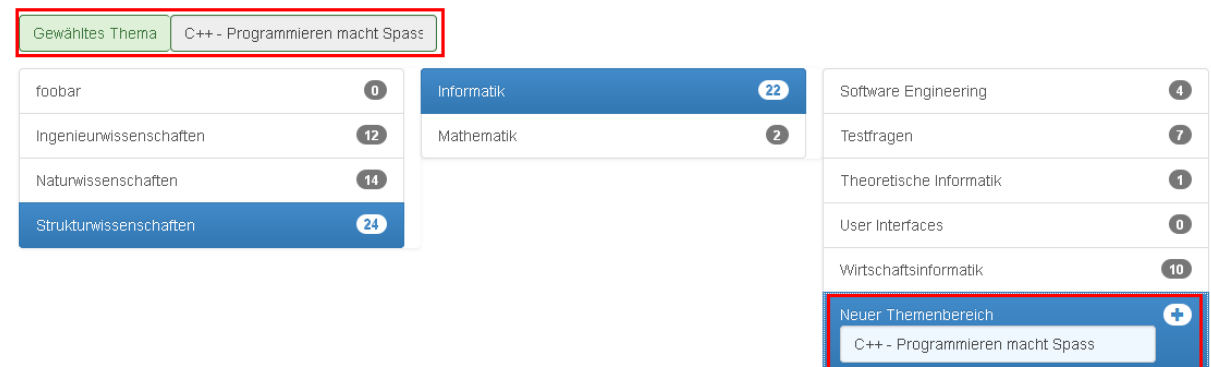 Gewähltes Thema C++ - Programmieren macht Spass
foobar 0
Ingenieurwissenschaften 12
Naturwissenschaften 14
Strukturwissenschaften 24
Informatik 22
Mathematik 2
Software Engineering 4
Testfragen 7
Theoretische Informatik 1
User Interfaces 0
Wirtschaftsinformatik 10
Neuer Themenbereich +
C++ - Programmieren macht Spass